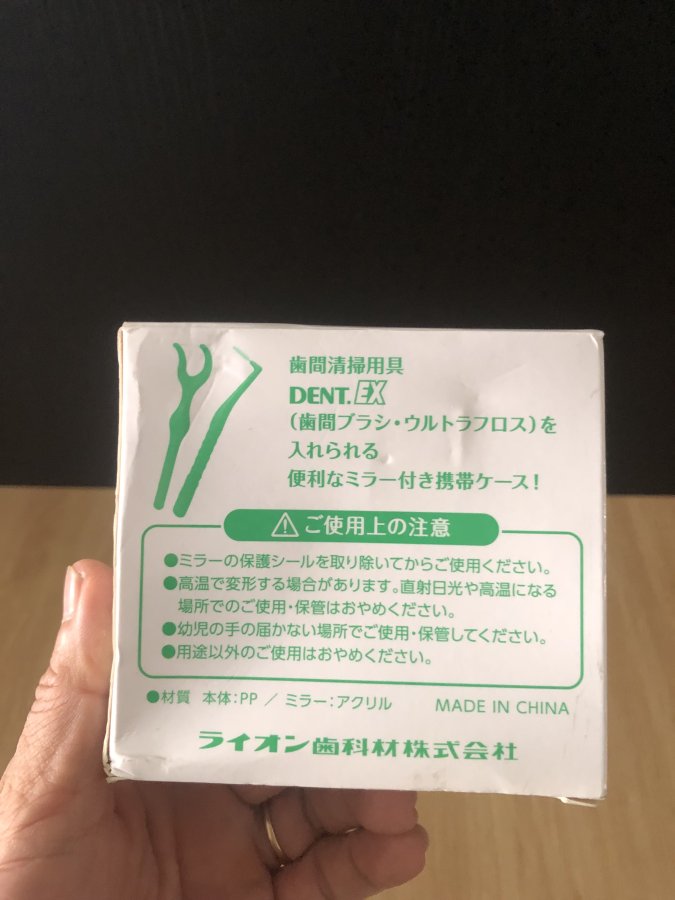 歯間清掃用具
DENT.EX
(歯間ブラシ・ウルトラフロス)を
入れられる
便利なミラー付き携帯ケース!
ご使用上の注意
●ミラーの保護シールを取り除いてからご使用ください。
●高温で変形する場合があります。直射日光や高温になる
場所でのご使用・保管はおやめください。
●幼児の手の届かない場所でご使用・保管してください。
●用途以外のご使用はおやめください。
●材質 本体:PP / ミラー:アクリル MADE IN CHINA
ライオン歯科材株式会社